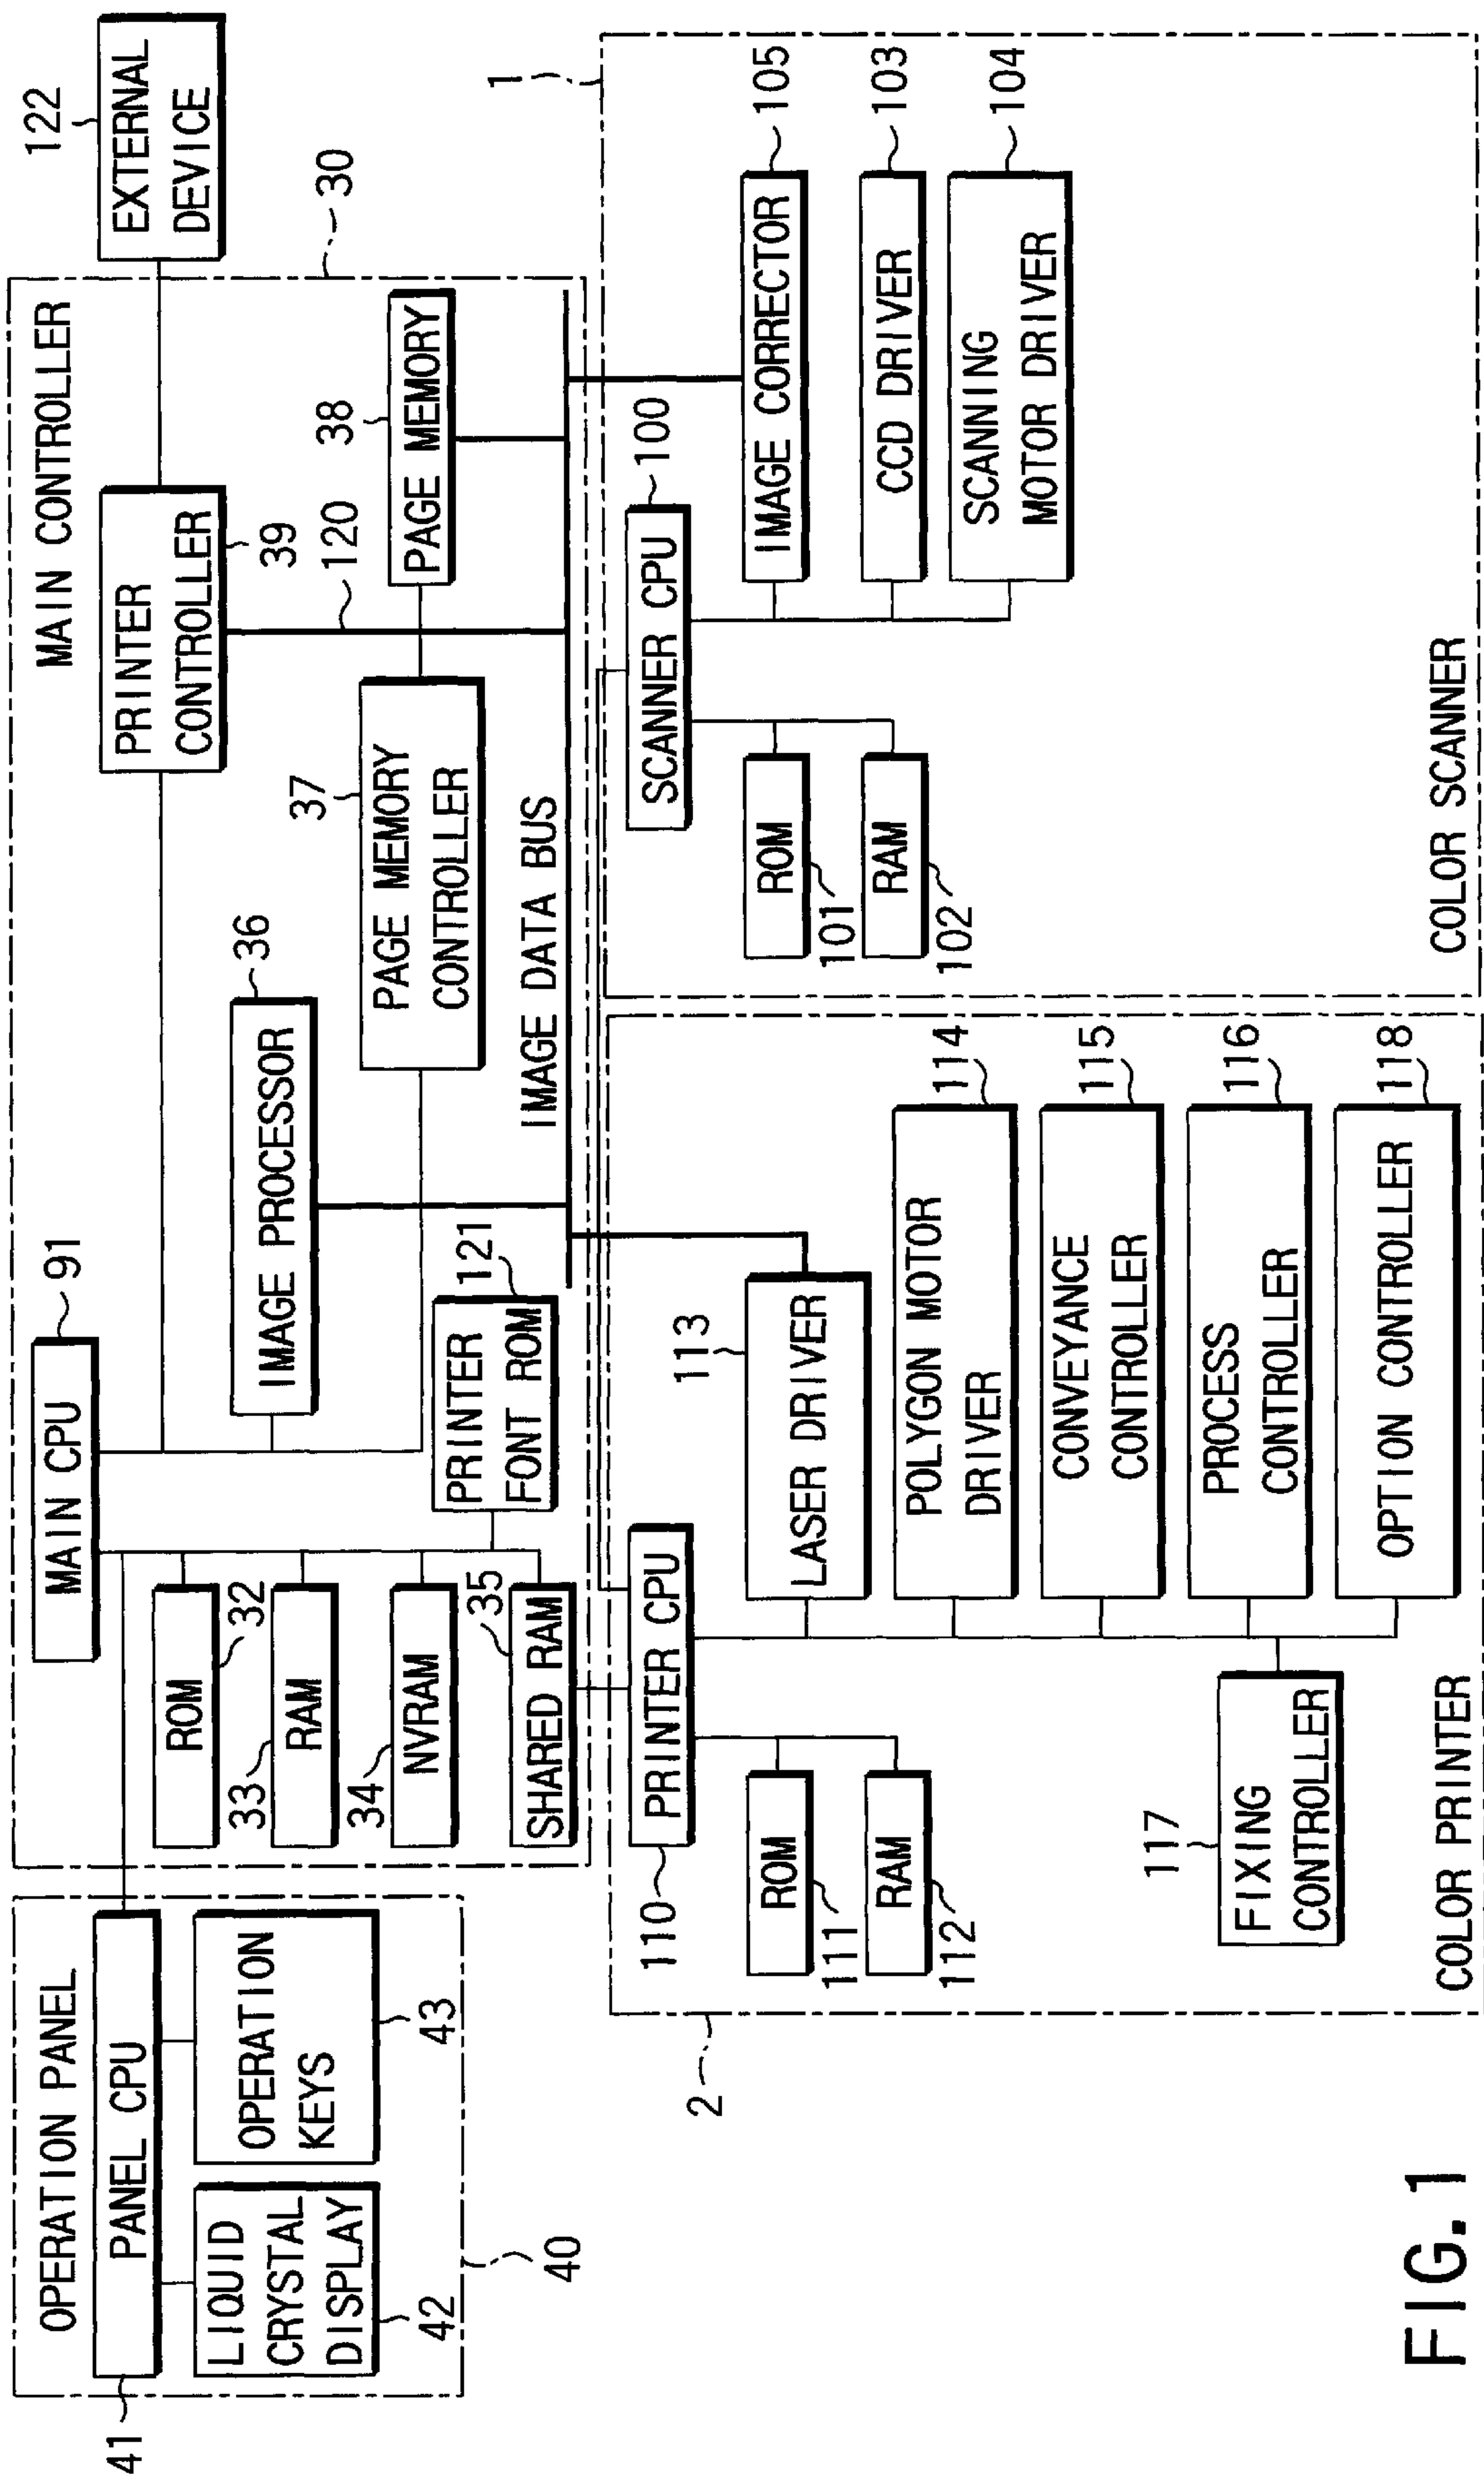 OPERATION PANEL
PANEL CPU
41
LIQUID
CRYSTAL
DISPLAY
42
OPERATION
KEYS
43
40
MAIN CONTROLLER
30
MAIN CPU
91
ROM
32
RAM
33
NVRAM
34
SHARED RAM
35
PRINTER
FONT ROM
121
IMAGE PROCESSOR
36
PAGE MEMORY
CONTROLLER
37
PAGE MEMORY
38
PRINTER
CONTROLLER
39
120
IMAGE DATA BUS
EXTERNAL
DEVICE
122
2
PRINTER CPU
110
ROM
111
RAM
112
LASER DRIVER
113
POLYGON MOTOR
DRIVER
114
CONVEYANCE
CONTROLLER
115
PROCESS
CONTROLLER
116
FIXING
CONTROLLER
117
OPTION CONTROLLER
118
COLOR PRINTER
1
SCANNER CPU
100
ROM
101
RAM
102
IMAGE CORRECTOR
105
CCD DRIVER
103
SCANNING
MOTOR DRIVER
104
COLOR SCANNER
FIG. 1